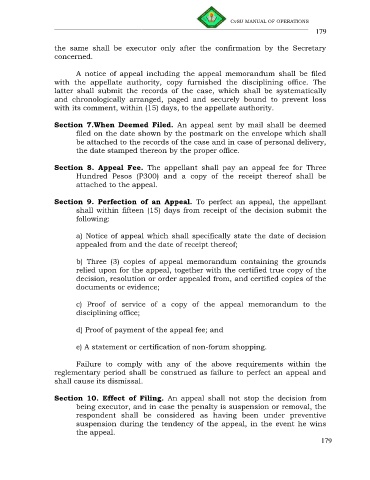 CvSU MANUAL OF OPERATIONS
179
the same shall be executor only after the confirmation by the Secretary
concerned.
A notice of appeal including the appeal memorandum shall be filed
with the appellate authority, copy furnished the disciplining office. The
latter shall submit the records of the case, which shall be systematically
and chronologically arranged, paged and securely bound to prevent loss
with its comment, within (15) days, to the appellate authority.
Section 7.When Deemed Filed. An appeal sent by mail shall be deemed
filed on the date shown by the postmark on the envelope which shall
be attached to the records of the case and in case of personal delivery,
the date stamped thereon by the proper office.
Section 8. Appeal Fee. The appellant shall pay an appeal fee for Three
Hundred Pesos (P300) and a copy of the receipt thereof shall be
attached to the appeal.
Section 9. Perfection of an Appeal. To perfect an appeal, the appellant
shall within fifteen (15) days from receipt of the decision submit the
following:
a) Notice of appeal which shall specifically state the date of decision
appealed from and the date of receipt thereof;
b) Three (3) copies of appeal memorandum containing the grounds
relied upon for the appeal, together with the certified true copy of the
decision, resolution or order appealed from, and certified copies of the
documents or evidence;
c) Proof of service of a copy of the appeal memorandum to the
disciplining office;
d) Proof of payment of the appeal fee; and
e) A statement or certification of non-forum shopping.
Failure to comply with any of the above requirements within the
reglementary period shall be construed as failure to perfect an appeal and
shall cause its dismissal.
Section 10. Effect of Filing. An appeal shall not stop the decision from
being executor, and in case the penalty is suspension or removal, the
respondent shall be considered as having been under preventive
suspension during the tendency of the appeal, in the event he wins
the appeal.
179